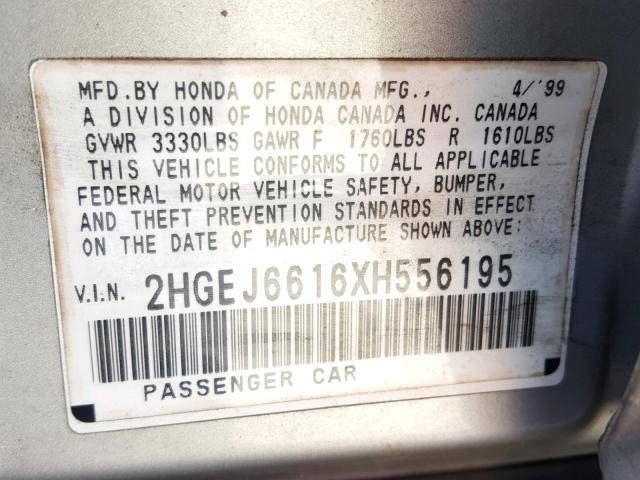 MFD.BY HONDA OF CANADA MFG., 4/'99
A DIVISION OF HONDA CANADA INC. CANADA
GVWR 3330LBS GAWR F 1760LBS R 1610LBS
THIS VEHICLE CONFORMS TO ALL APPLICABLE
FEDERAL MOTOR VEHICLE SAFETY, BUMPER,
AND THEFT PREVENTION STANDARDS IN EFFECT
ON THE DATE OF MANUFACTURE SHOWN ABOVE:
V.I.N. 2HGEJ6616XH556195
PASSENGER CAR